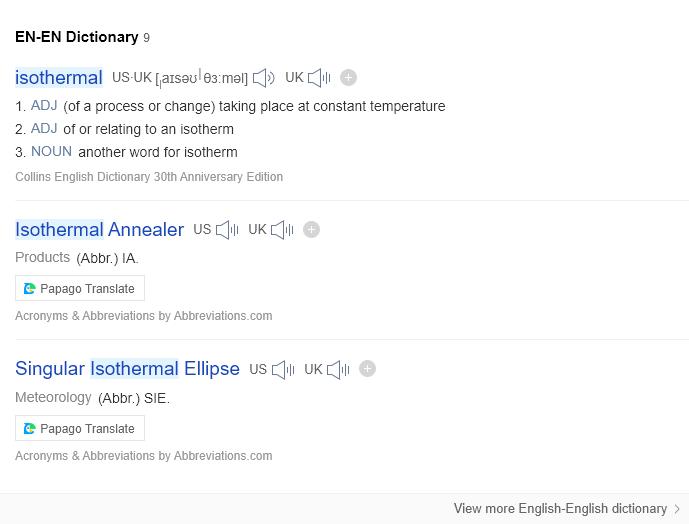 EN-EN Dictionary 9
isothermal US·UK [ˌaɪsəʊˈθɜːməl] UK
1. ADJ (of a process or change) taking place at constant temperature
2. ADJ of or relating to an isotherm
3. NOUN another word for isotherm
Collins English Dictionary 30th Anniversary Edition
Isothermal Annealer US UK
Products (Abbr.) IA.
Papago Translate
Acronyms & Abbreviations by Abbreviations.com
Singular Isothermal Ellipse US UK
Meteorology (Abbr.) SIE.
Papago Translate
Acronyms & Abbreviations by Abbreviations.com
View more English-English dictionary